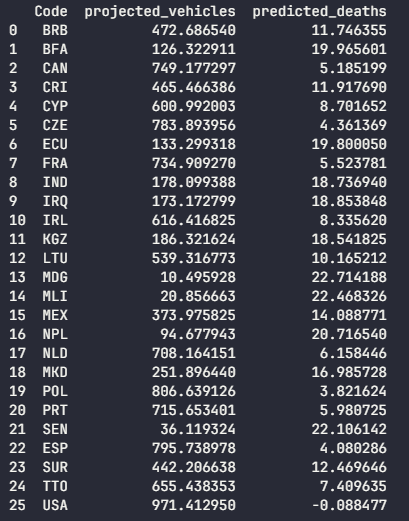 Code projected_vehicles predicted_deaths
0 BRB 472.686540 11.746355
1 BFA 126.322911 19.965601
2 CAN 749.177297 5.185199
3 CRI 465.466386 11.917690
4 CYP 600.992003 8.701652
5 CZE 783.893956 4.361369
6 ECU 133.299318 19.800050
7 FRA 734.909270 5.523781
8 IND 178.099388 18.736940
9 IRQ 173.172799 18.853848
10 IRL 616.416825 8.335620
11 KGZ 186.321624 18.541825
12 LTU 539.316773 10.165212
13 MDG 10.495928 22.714188
14 MLI 20.856663 22.468326
15 MEX 373.975825 14.088771
16 NPL 94.677943 20.716540
17 NLD 708.164151 6.158446
18 MKD 251.896440 16.985728
19 POL 806.639126 3.821624
20 PRT 715.653401 5.980725
21 SEN 36.119324 22.106142
22 ESP 795.738978 4.080286
23 SUR 442.206638 12.469646
24 TTO 655.438353 7.409635
25 USA 971.412950 -0.088477